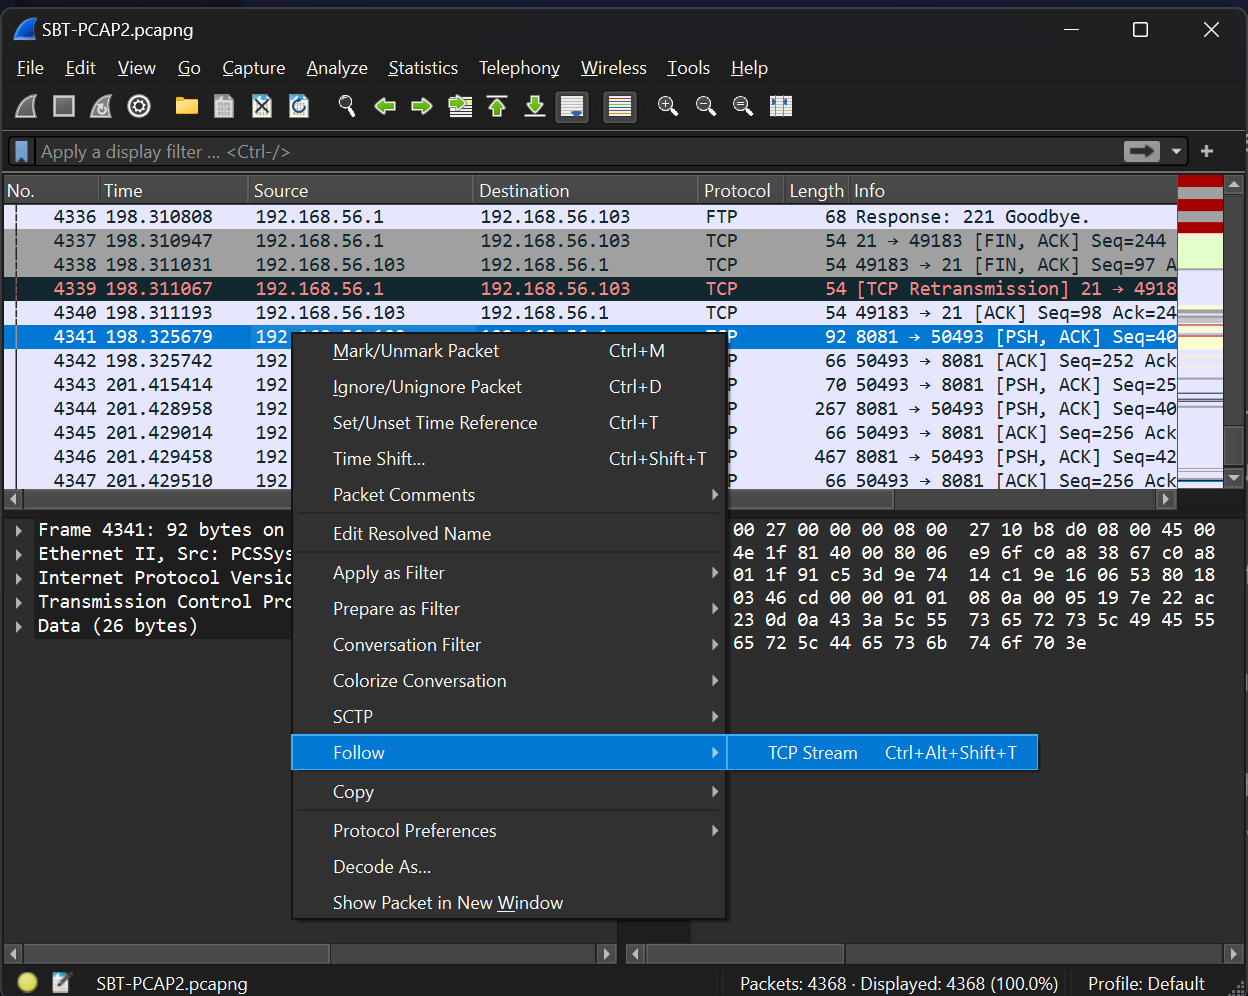 SBT-PCAP2.pcapng
File Edit View Go Capture Analyze Statistics Telephony Wireless Tools Help
Apply a display filter ... <Ctrl-/>
No. Time Source Destination Protocol Length Info
4336 198.310808 192.168.56.1 192.168.56.103 FTP 68 Response: 221 Goodbye.
4337 198.310947 192.168.56.1 192.168.56.103 TCP 54 21 → 49183 [FIN, ACK] Seq=244
4338 198.311031 192.168.56.103 192.168.56.1 TCP 54 49183 → 21 [FIN, ACK] Seq=97 A
4339 198.311067 192.168.56.1 192.168.56.103 TCP 54 [TCP Retransmission] 21 → 4918
4340 198.311193 192.168.56.103 192.168.56.1 TCP 54 49183 → 21 [ACK] Seq=98 Ack=24
4341 198.325679 192 92 8081 → 50493 [PSH, ACK] Seq=40
4342 198.325742 192 P 66 50493 → 8081 [ACK] Seq=252 Ack
4343 201.415414 192 P 70 50493 → 8081 [PSH, ACK] Seq=25
4344 201.428958 192 P 267 8081 → 50493 [PSH, ACK] Seq=40
4345 201.429014 192 P 66 50493 → 8081 [ACK] Seq=256 Ack
4346 201.429458 192 P 467 8081 → 50493 [PSH, ACK] Seq=42
4347 201.429510 192 P 66 50493 → 8081 [ACK] Seq=256 Ack
Mark/Unmark Packet Ctrl+M
Ignore/Unignore Packet Ctrl+D
Set/Unset Time Reference Ctrl+T
Time Shift... Ctrl+Shift+T
Packet Comments
Edit Resolved Name
Apply as Filter
Prepare as Filter
Conversation Filter
Colorize Conversation
SCTP
Follow
TCP Stream Ctrl+Alt+Shift+T
Copy
Protocol Preferences
Decode As...
Show Packet in New Window
Frame 4341: 92 bytes on
Ethernet II, Src: PCSSys
Internet Protocol Versio
Transmission Control Pro
Data (26 bytes)
00 27 00 00 00 08 00 27 10 b8 d0 08 00 45 00
4e 1f 81 40 00 80 06 e9 6f c0 a8 38 67 c0 a8
01 1f 91 c5 3d 9e 74 14 c1 9e 16 06 53 80 18
03 46 cd 00 00 01 01 08 0a 00 05 19 7e 22 ac
23 0d 0a 43 3a 5c 55 73 65 72 73 5c 49 45 55
65 72 5c 44 65 73 6b 74 6f 70 3e
SBT-PCAP2.pcapng
Packets: 4368 · Displayed: 4368 (100.0%)
Profile: Default